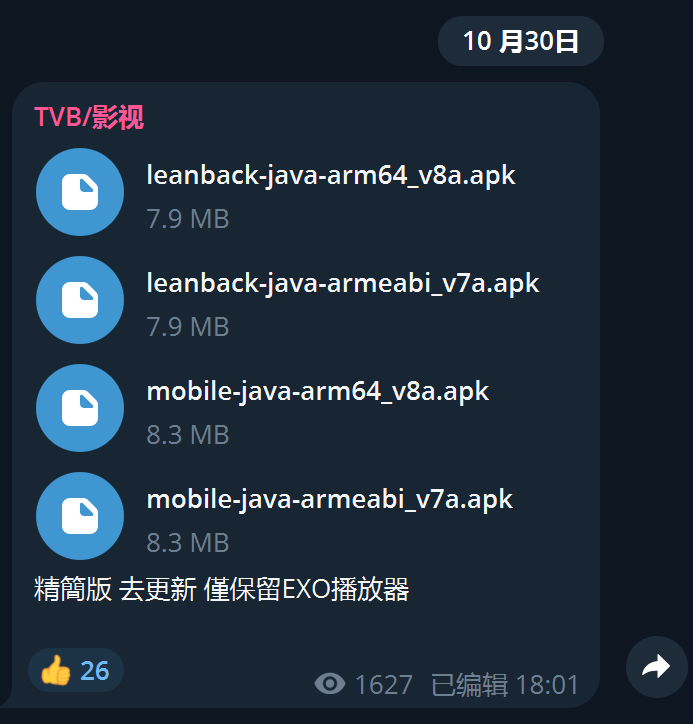 10 月30日
TVB/影视
leanback-java-arm64_v8a.apk
7.9 MB
leanback-java-armeabi_v7a.apk
7.9 MB
mobile-java-arm64_v8a.apk
8.3 MB
mobile-java-armeabi_v7a.apk
8.3 MB
精簡版 去更新 僅保留EXO播放器
26
1627 已编辑 18:01